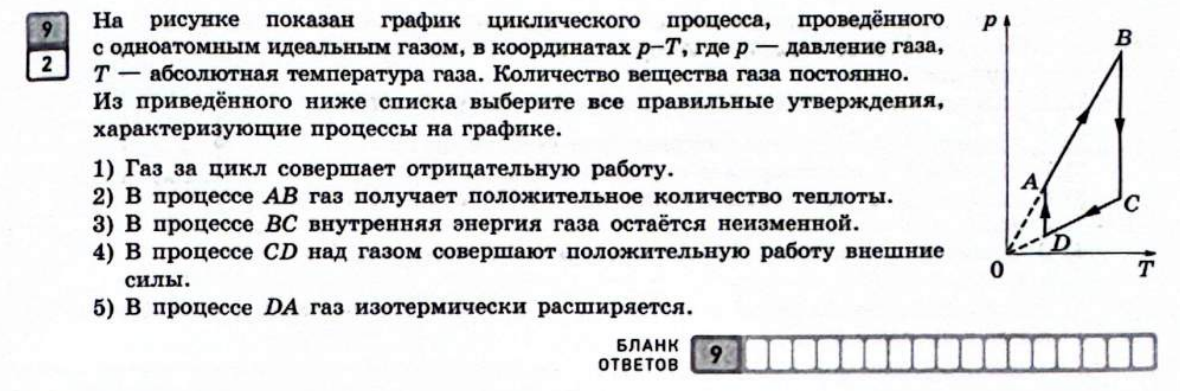 9
2
На рисунке показан график циклического процесса, проведённого
с одноатомным идеальным газом, в координатах p–T, где p — давление газа,
T — абсолютная температура газа. Количество вещества газа постоянно.
Из приведённого ниже списка выберите все правильные утверждения,
характеризующие процессы на графике.
1) Газ за цикл совершает отрицательную работу.
2) В процессе AB газ получает положительное количество теплоты.
3) В процессе BC внутренняя энергия газа остаётся неизменной.
4) В процессе CD над газом совершают положительную работу внешние
силы.
5) В процессе DA газ изотермически расширяется.
p
B
A
C
D
0
T
БЛАНК
ОТВЕТОВ
9